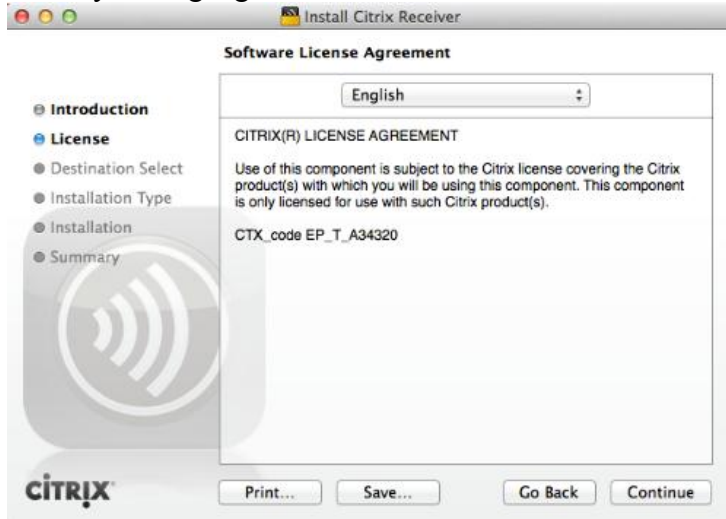 Install Citrix Receiver
Software License Agreement
English
Introduction
License
Destination Select
Installation Type
Installation
Summary
CITRIX(R) LICENSE AGREEMENT
Use of this component is subject to the Citrix license covering the Citrix
product(s) with which you will be using this component. This component
is only licensed for use with such Citrix product(s).
CTX_code EP_T_A34320
CITRIX
Print...
Save...
Go Back
Continue